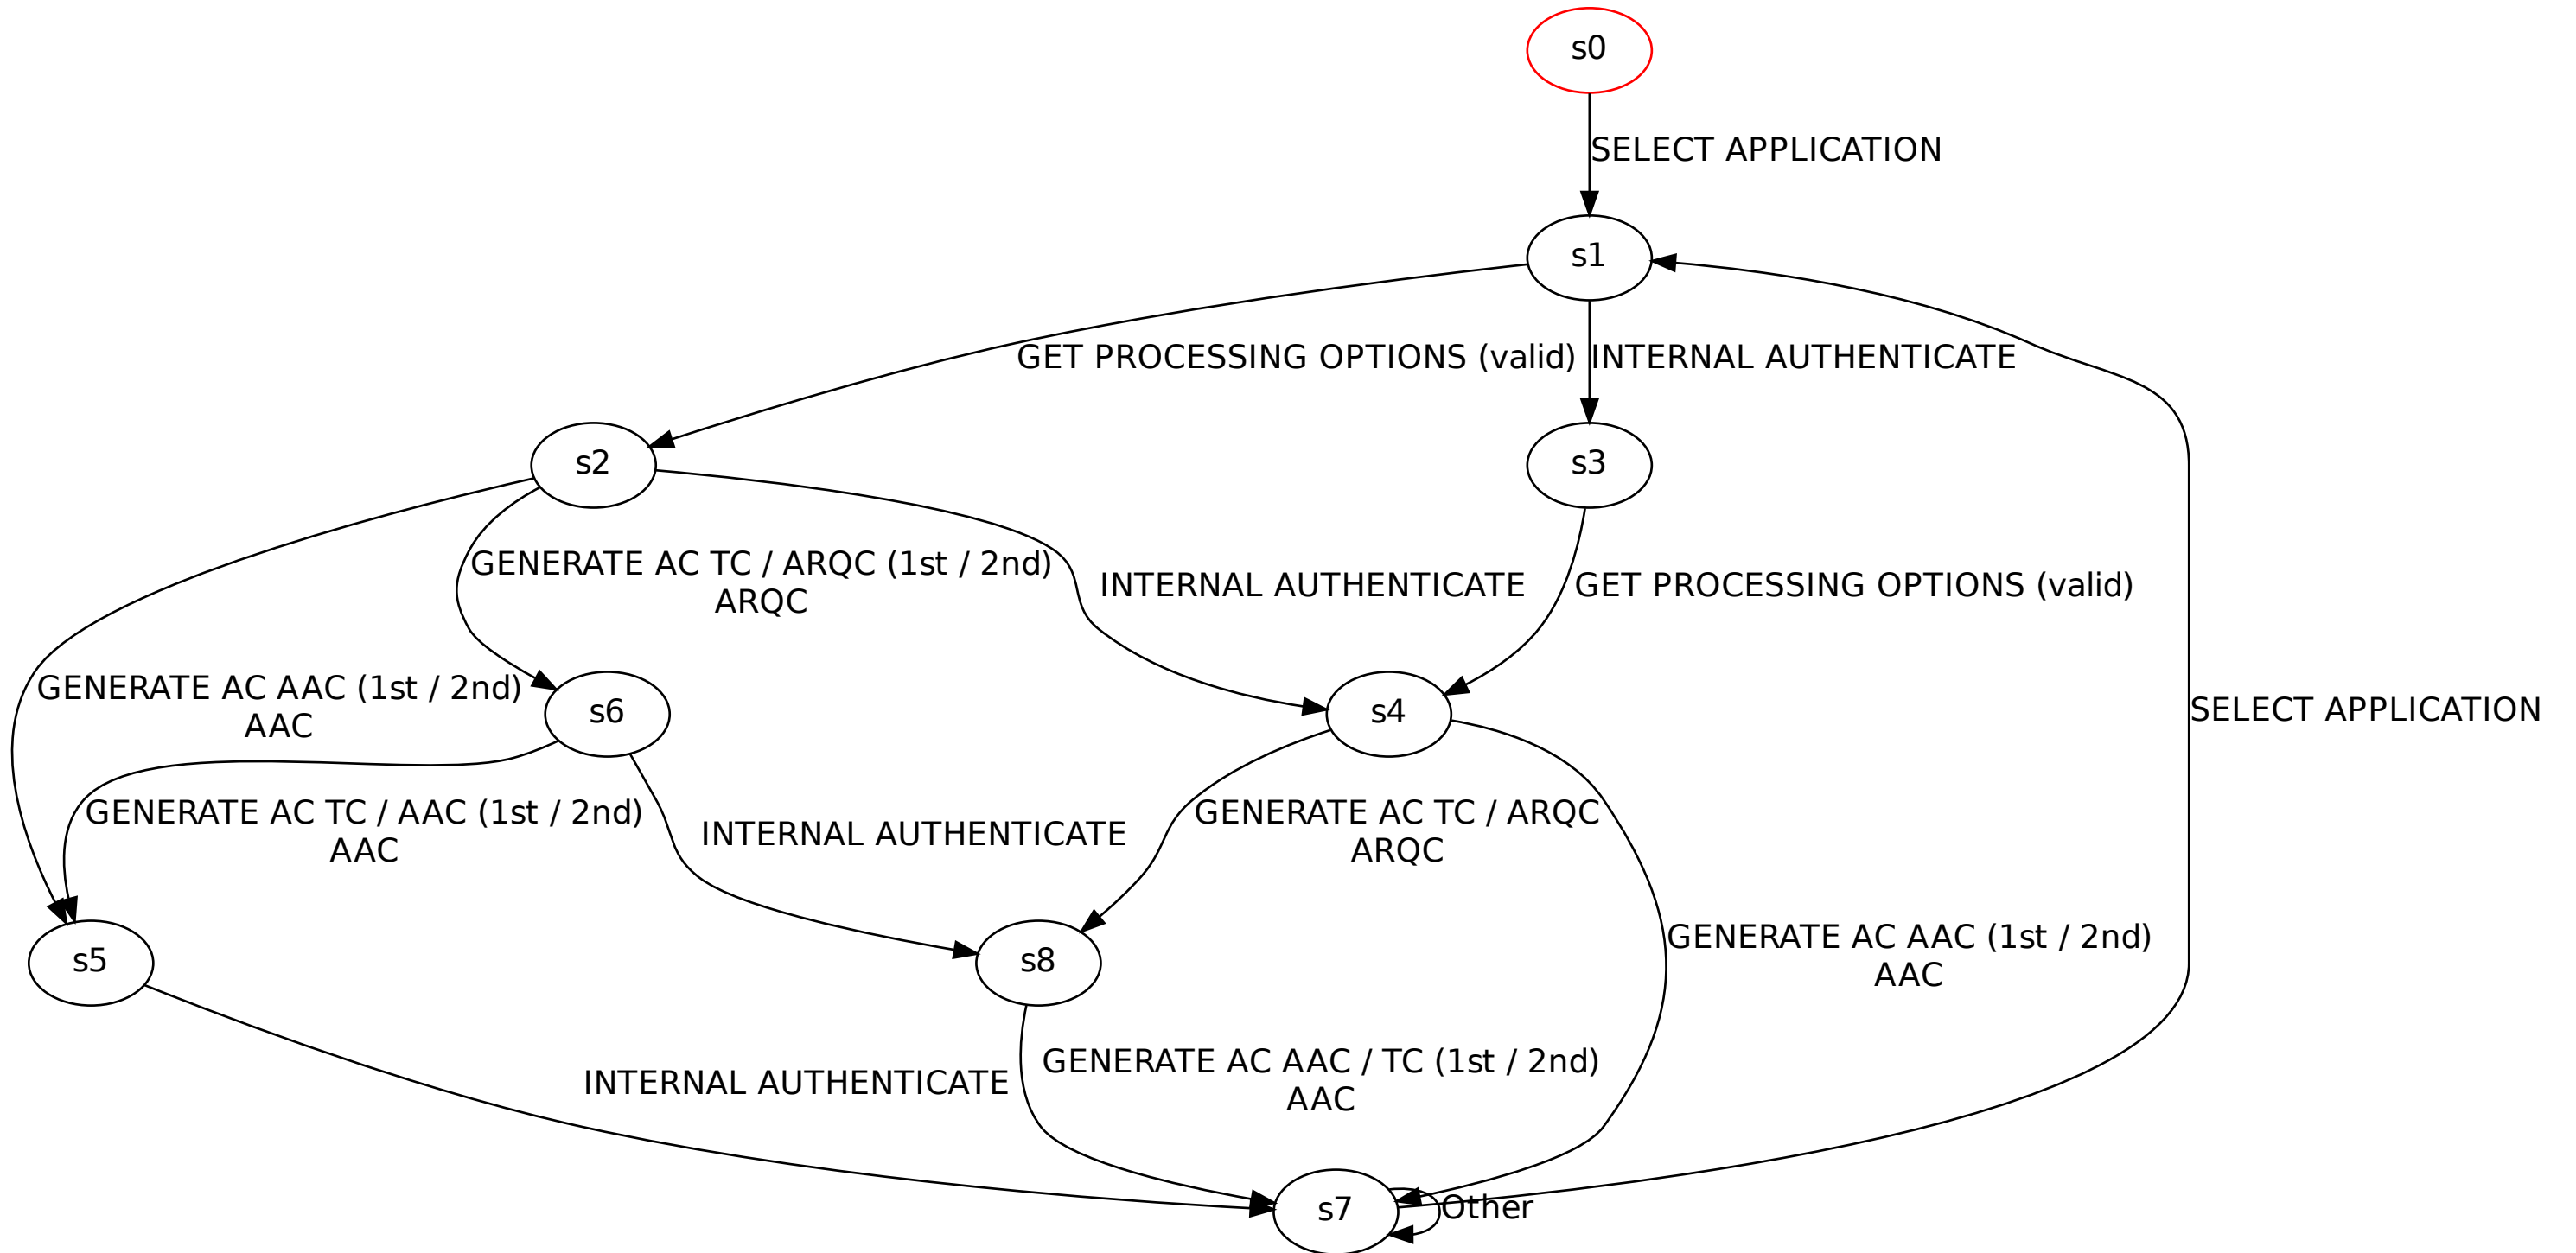 s0
SELECT APPLICATION
s1
GET PROCESSING OPTIONS (valid)
INTERNAL AUTHENTICATE
s2
s3
GENERATE AC TC / ARQC (1st / 2nd)
ARQC
INTERNAL AUTHENTICATE
GET PROCESSING OPTIONS (valid)
GENERATE AC AAC (1st / 2nd)
AAC
s6
s4
SELECT APPLICATION
GENERATE AC TC / AAC (1st / 2nd)
AAC
INTERNAL AUTHENTICATE
GENERATE AC TC / ARQC
ARQC
GENERATE AC AAC (1st / 2nd)
AAC
s5
s8
INTERNAL AUTHENTICATE
GENERATE AC AAC / TC (1st / 2nd)
AAC
s7
Other